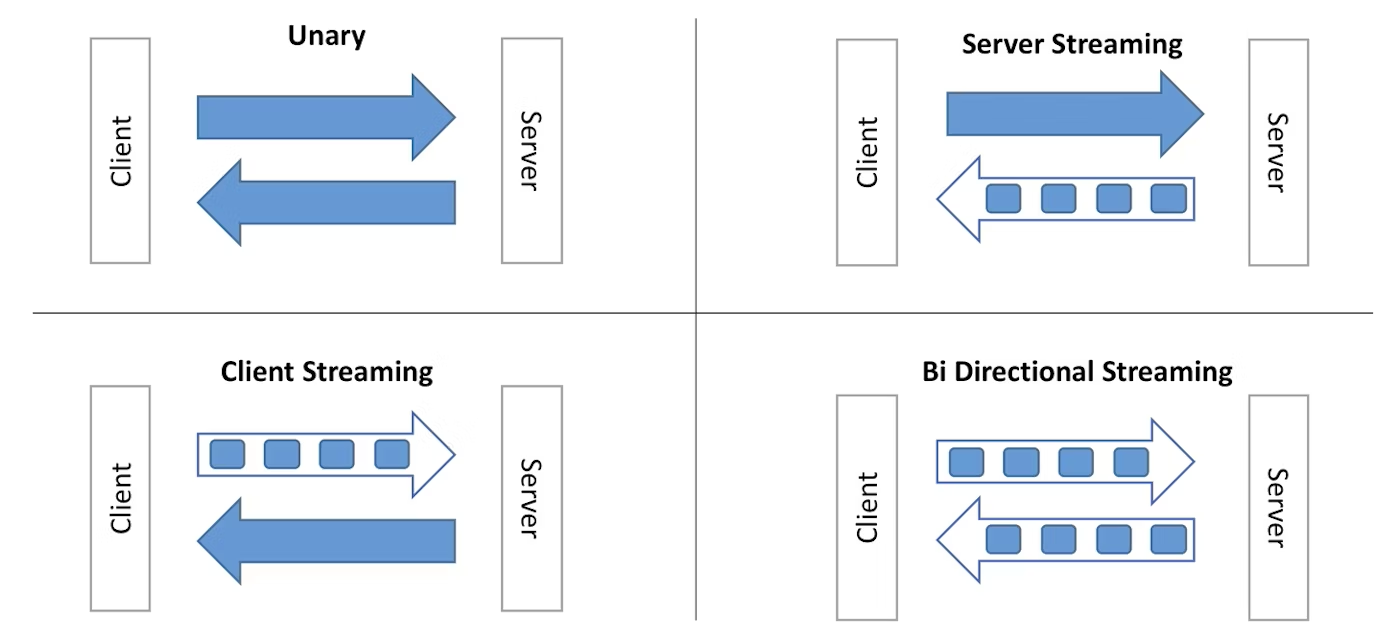 Unary
Client
Server
Server Streaming
Client
Server
Client Streaming
Client
Server
Bi Directional Streaming
Client
Server